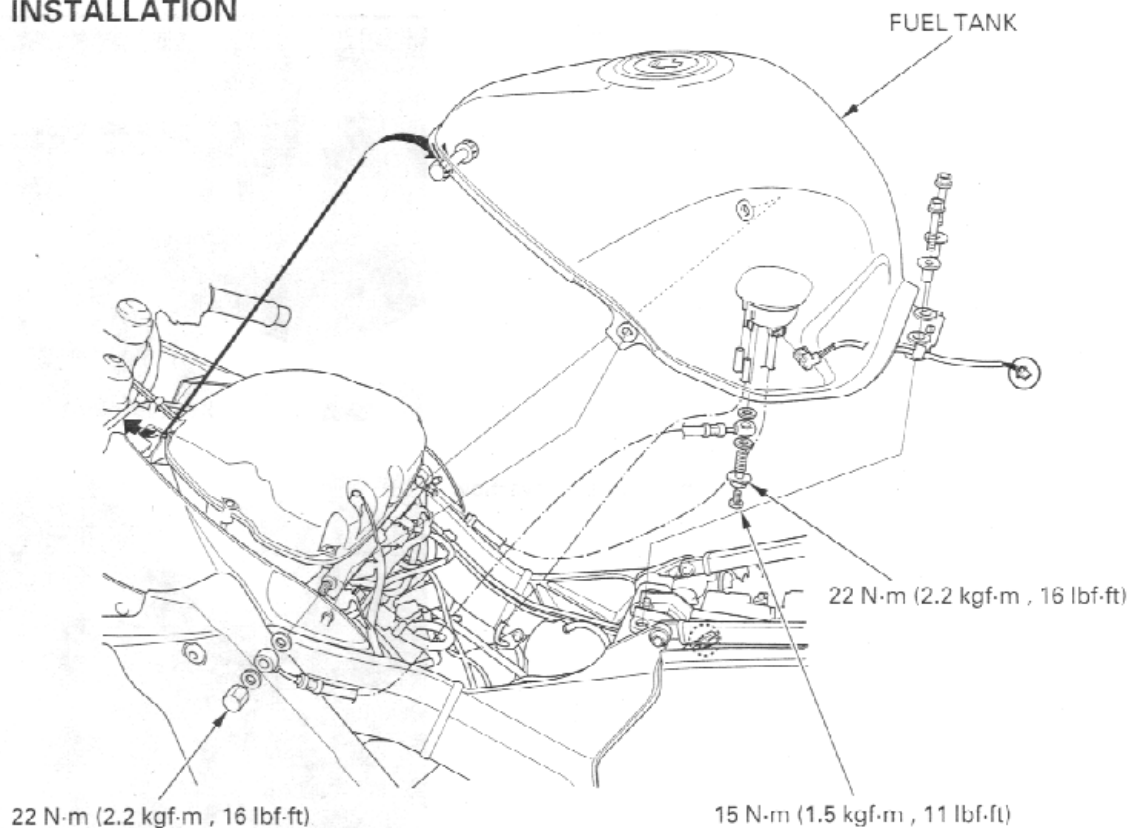 INSTALLATION
FUEL TANK
22 N·m (2.2 kgf·m , 16 lbf·ft)
22 N·m (2.2 kgf·m , 16 lbf·ft)
15 N·m (1.5 kgf·m , 11 lbf·ft)